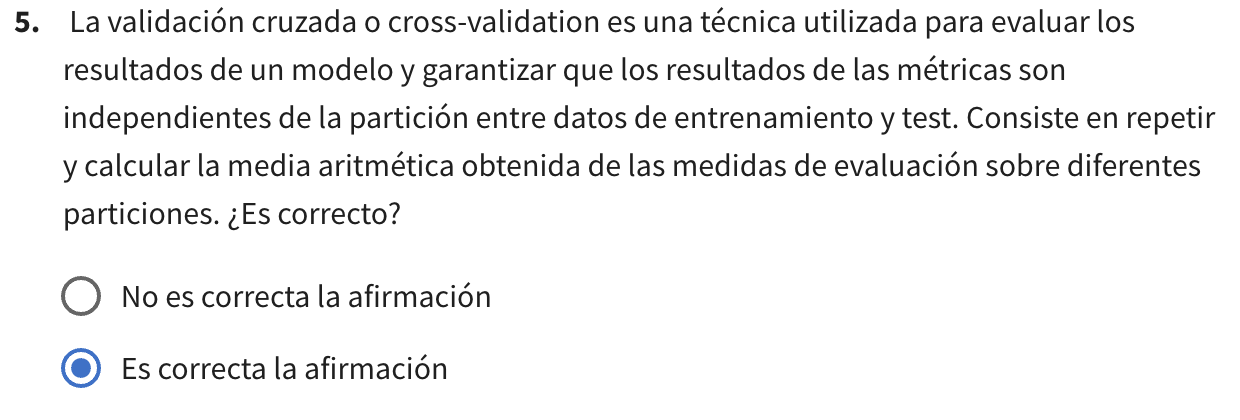 5. La validación cruzada o cross-validation es una técnica utilizada para evaluar los
resultados de un modelo y garantizar que los resultados de las métricas son
independientes de la partición entre datos de entrenamiento y test. Consiste en repetir
y calcular la media aritmética obtenida de las medidas de evaluación sobre diferentes
particiones. ¿Es correcto?
No es correcta la afirmación
Es correcta la afirmación